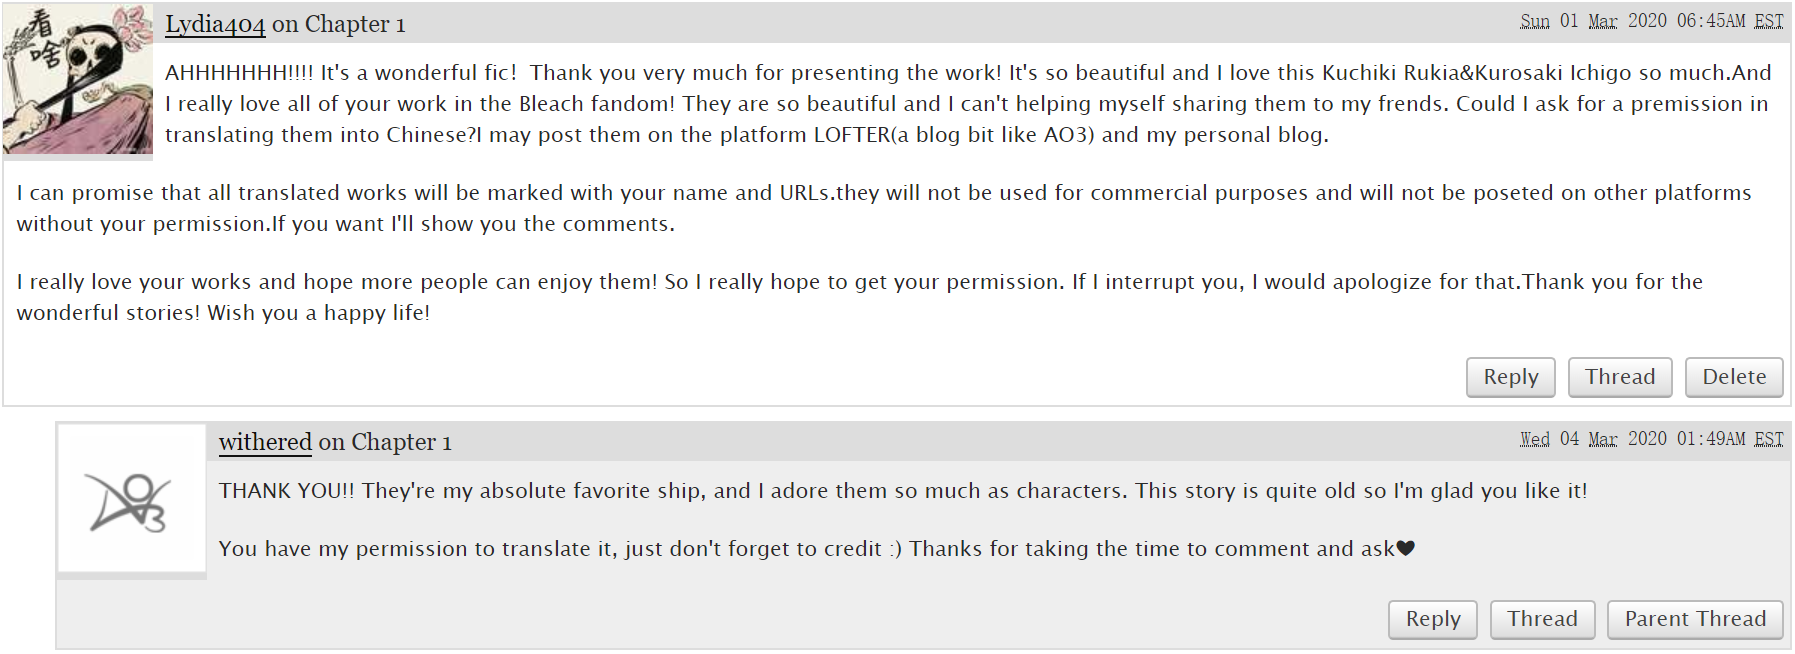 看
啥
Lydia404 on Chapter 1
Sun 01 Mar 2020 06:45AM EST
AHHHHHHH!!!! It's a wonderful fic!  Thank you very much for presenting the work! It's so beautiful and I love this Kuchiki Rukia&Kurosaki Ichigo so much.And
I really love all of your work in the Bleach fandom! They are so beautiful and I can't helping myself sharing them to my frends. Could I ask for a premission in
translating them into Chinese?I may post them on the platform LOFTER(a blog bit like AO3) and my personal blog.
I can promise that all translated works will be marked with your name and URLs.they will not be used for commercial purposes and will not be poseted on other platforms
without your permission.If you want I'll show you the comments.
I really love your works and hope more people can enjoy them! So I really hope to get your permission. If I interrupt you, I would apologize for that.Thank you for the
wonderful stories! Wish you a happy life!
Reply Thread Delete
withered on Chapter 1
Wed 04 Mar 2020 01:49AM EST
THANK YOU!! They're my absolute favorite ship, and I adore them so much as characters. This story is quite old so I'm glad you like it!
You have my permission to translate it, just don't forget to credit :) Thanks for taking the time to comment and ask♥
Reply Thread Parent Thread